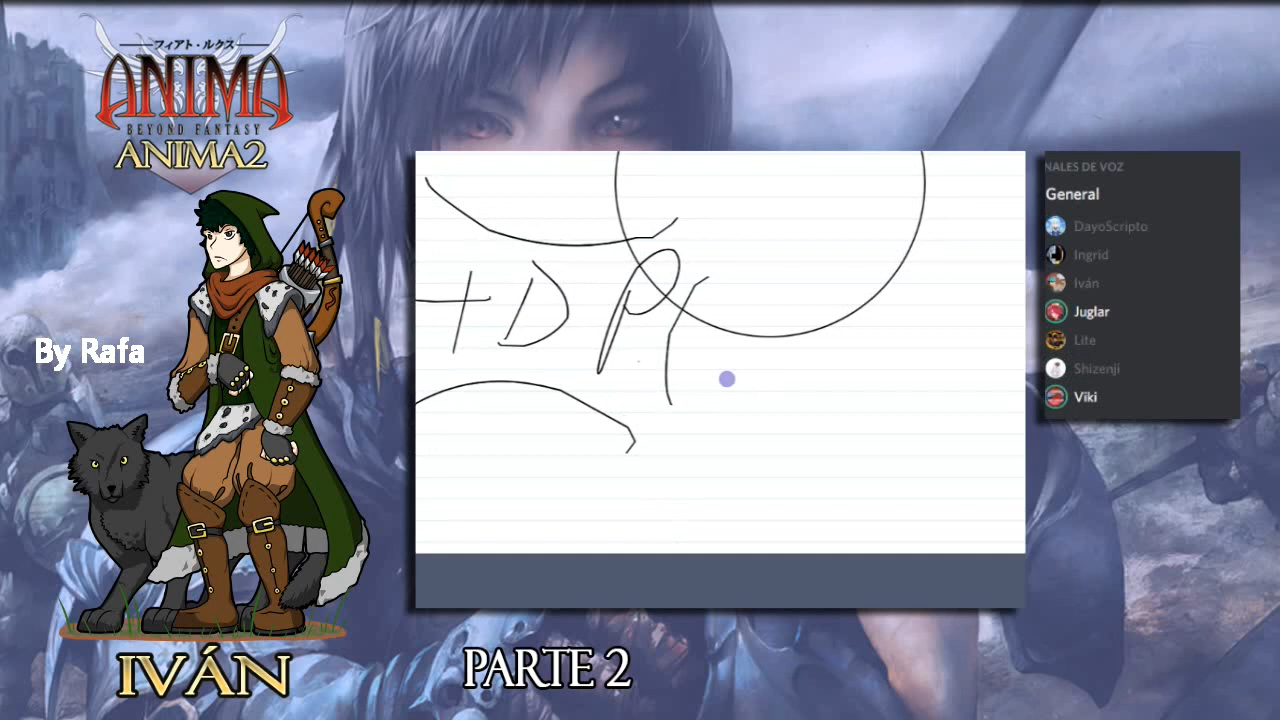 フィアト・ルクス
ANIMA
BEYOND FANTASY
ANIMA2
By Rafa
IVÁN
PARTE 2
+DP
NALES DE VOZ
General
DayoScripto
Ingrid
Iván
Juglar
Lite
Shizenji
Viki